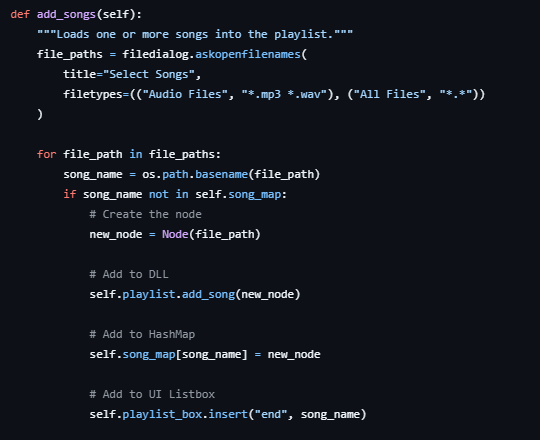 def add_songs(self):
    """Loads one or more songs into the playlist."""
    file_paths = filedialog.askopenfilenames(
        title="Select Songs",
        filetypes=(("Audio Files", "*.mp3 *.wav"), ("All Files", "*.*"))
    )

    for file_path in file_paths:
        song_name = os.path.basename(file_path)
        if song_name not in self.song_map:
            # Create the node
            new_node = Node(file_path)

            # Add to DLL
            self.playlist.add_song(new_node)

            # Add to HashMap
            self.song_map[song_name] = new_node

            # Add to UI Listbox
            self.playlist_box.insert("end", song_name)